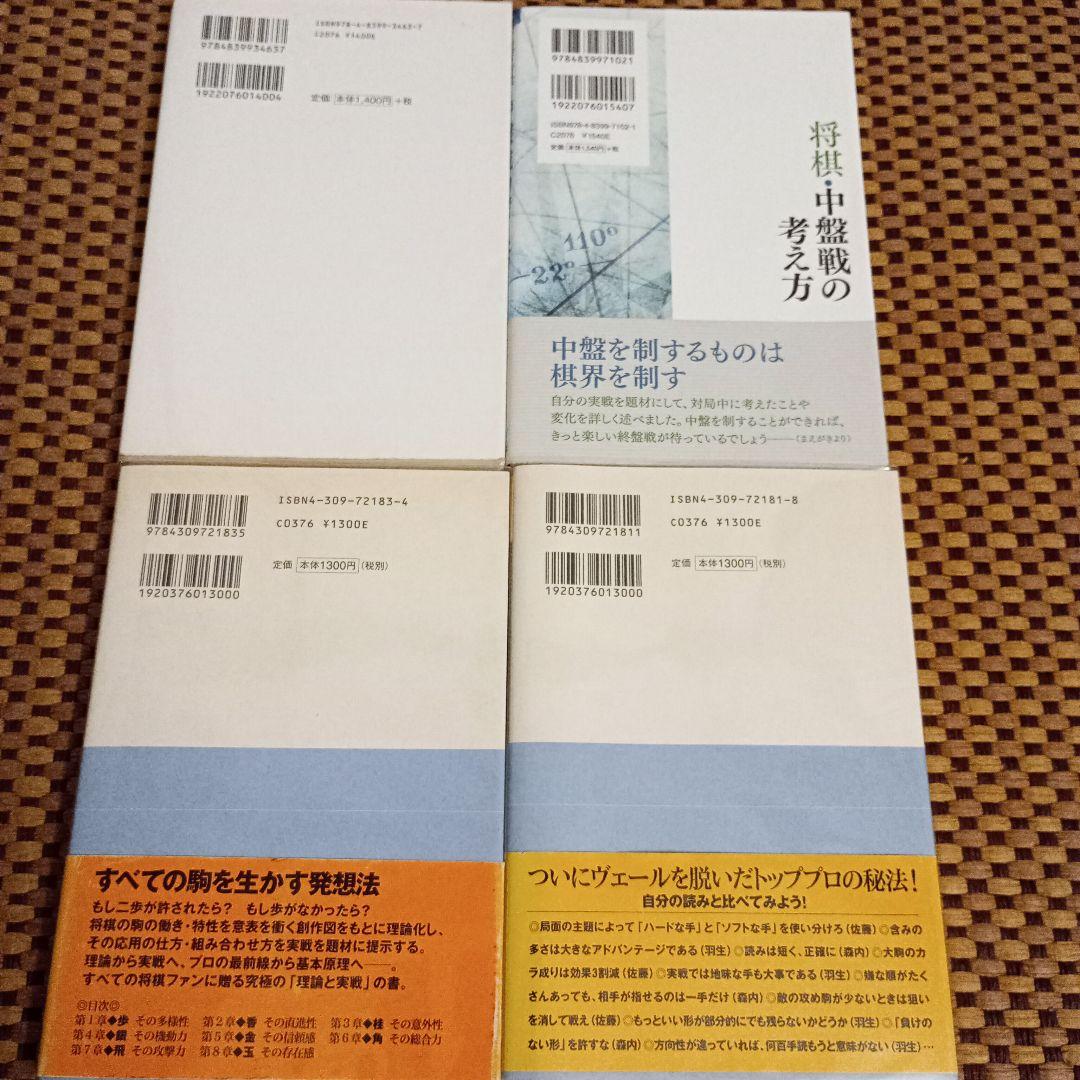 ISBN978-4-8399-3463-7
C2076 ¥1400E
9784839934637
1922076014004
定価 本体1,400円 +税
9784839971021
1922076015407
ISBN978-4-8399-7102-1
C2076 ¥1540E
定価 本体1,540円 +税
110°
-22°
将棋・中盤戦の
考え方
中盤を制するものは
棋界を制す
自分の実戦を題材にして、対局中に考えたことや
変化を詳しく述べました。中盤を制することができれば、
きっと楽しい終盤戦が待っているでしょう――(まえがきより)
ISBN4-309-72183-4
9784309721835
C0376 ¥1300E
定価 本体1300円 (税別)
1920376013000
すべての駒を生かす発想法
もし二歩が許されたら? もし歩がなかったら?
将棋の駒の働き・特性を意表を衝く創作図をもとに理論化し、
その応用の仕方・組み合わせ方を実戦を題材に提示する。
理論から実戦へ、プロの最前線から基本原理へ――。
すべての将棋ファンに贈る究極の「理論と実戦」の書。
◎目次◎
第1章◆歩 その多様性 第2章◆香 その直進性 第3章◆桂 その意外性
第4章◆銀 その機動力 第5章◆金 その信頼感 第6章◆角 その総合力
第7章◆飛 その攻撃力 第8章◆玉 その存在感
ISBN4-309-72181-8
9784309721811
C0376 ¥1300E
定価 本体1300円 (税別)
1920376013000
ついにヴェールを脱いだトッププロの秘法!
自分の読みと比べてみよう!
◎局面の主題によって「ハードな手」と「ソフトな手」を使い分けろ(佐藤)◎含みの
多さは大きなアドバンテージである(羽生)◎読みは短く、正確に(森内)◎大駒のカ
ラ成りは効果3割減(佐藤)◎実戦では地味な手も大事である(羽生)◎嫌な順がたく
さんあっても、相手が指せるのは一手だけ(森内)◎敵の攻め駒が少ないときは狙い
を消して戦え(佐藤)◎もっといい形が部分的にでも残らないかどうか(羽生)◎「負けの
ない形」を許すな(森内)◎方向性が違っていれば、何百手読もうと意味がない(羽生)…